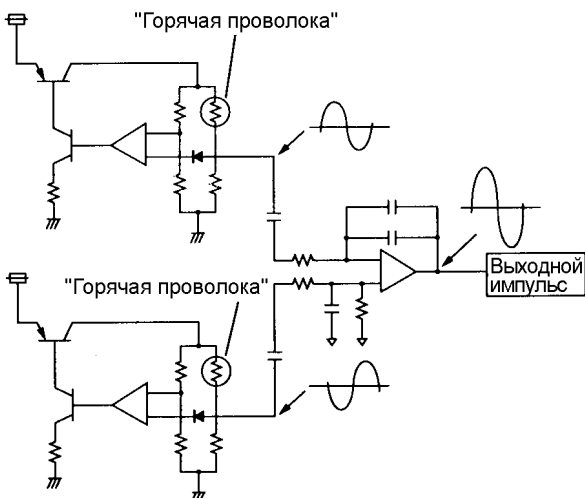 "Горячая проволока"
"Горячая проволока"
Выходной
импульс